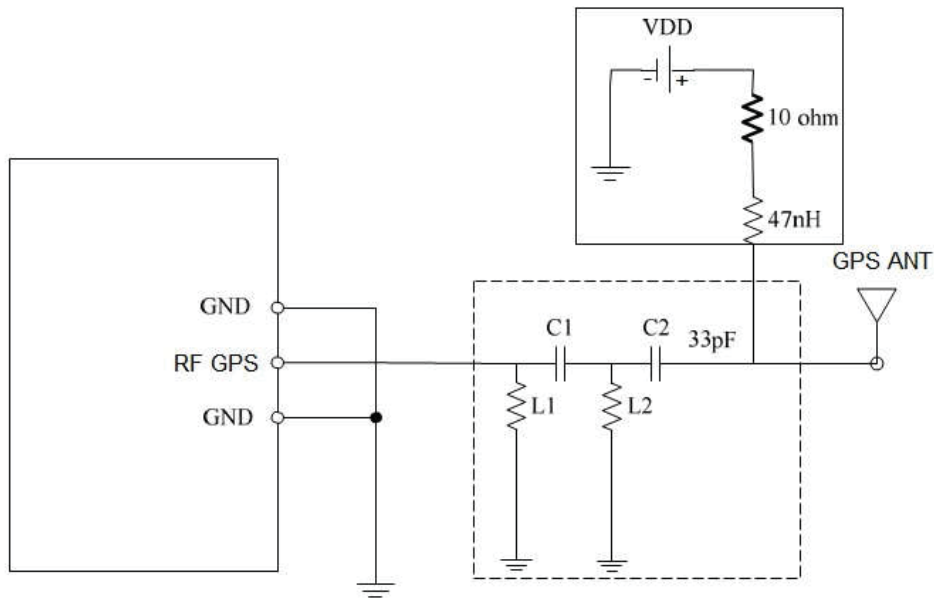 VDD
- +
10 ohm
47nH
GPS ANT
GND
C1 C2 33pF
RF GPS
L1 L2
GND